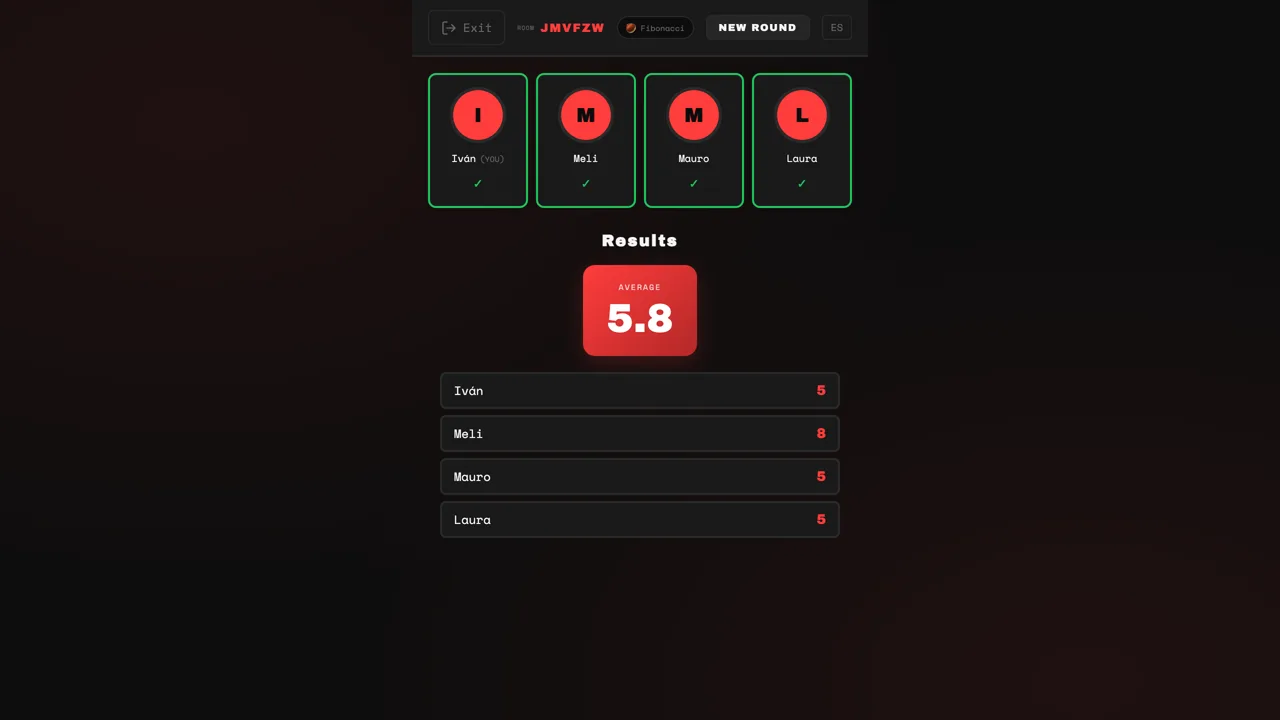 Exit ROOM JMVFZW Fibonacci NEW ROUND ES
I M M L
Iván (YOU) Meli Mauro Laura
✓ ✓ ✓ ✓
Results
AVERAGE
5.8
Iván 5
Meli 8
Mauro 5
Laura 5